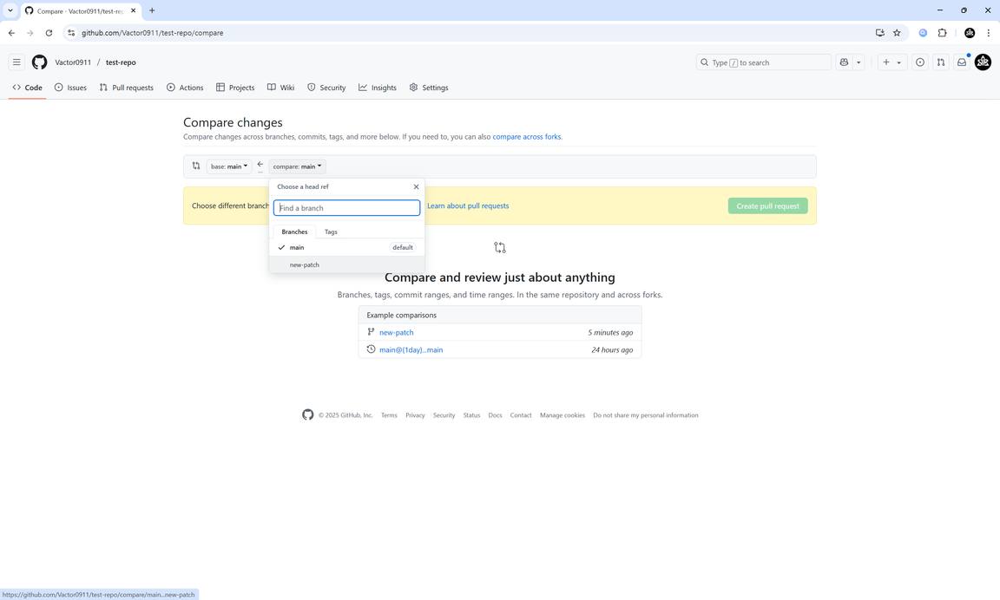 Compare · Vactor0911/test-rep
github.com/Vactor0911/test-repo/compare
Vactor0911 / test-repo
Type / to search
Code Issues Pull requests Actions Projects Wiki Security Insights Settings
Compare changes
Compare changes across branches, commits, tags, and more below. If you need to, you can also compare across forks.
base: main
compare: main
...
Choose a head ref
Choose different branch
Find a branch
Learn about pull requests
Create pull request
Branches Tags
main default
new-patch
Compare and review just about anything
Branches, tags, commit ranges, and time ranges. In the same repository and across forks.
Example comparisons
new-patch 5 minutes ago
main@{1day}...main 24 hours ago
© 2025 GitHub, Inc. Terms Privacy Security Status Docs Contact Manage cookies Do not share my personal information
https://github.com/Vactor0911/test-repo/compare/main...new-patch